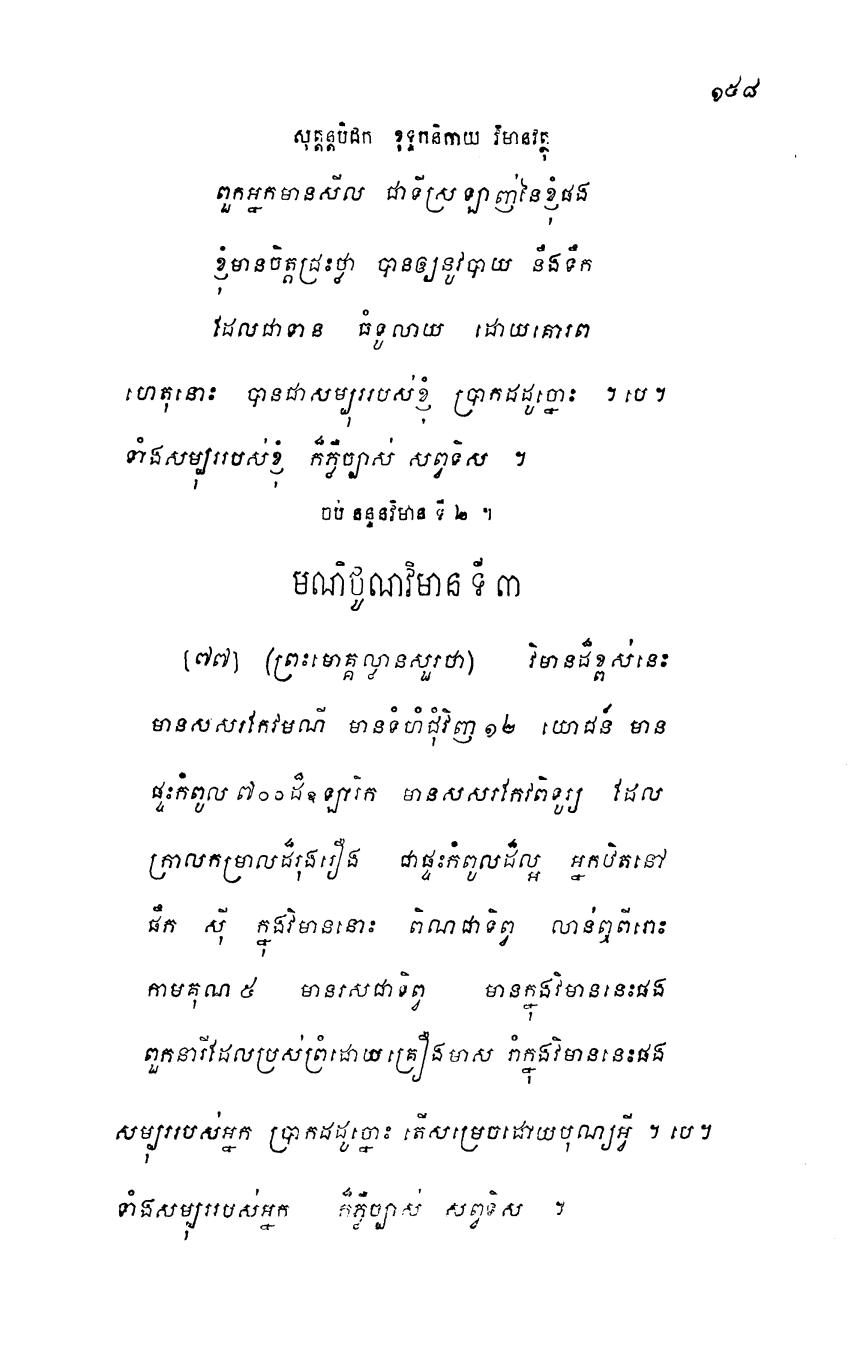 ១៥៨
សុត្តន្តបិដក ខុទ្ទកនិកាយ វិមានវត្ថុ
ពួកអ្នកមានសីល ជាទីស្រឡាញ់នៃខ្ញុំផង
ខ្ញុំមានចិត្តជ្រះថ្លា បានឲ្យនូវបាយ នឹងទឹក
ដែលជាទាន ធំទូលាយ ដោយគោរព
ហេតុនោះ បានជាសម្បុររបស់ខ្ញុំ ប្រាកដដូច្នោះ ។ បេ ។
ទាំងសម្បុររបស់ខ្ញុំ ក៏ភ្លឺច្បាស់ សព្វទិស ។
ចប់ នន្ទនវិមាន ទី ២ ។
មណិថូណវិមាន ទី ៣
[៧៧] (ព្រះមោគ្គល្លានសួរថា) វិមានដ៏ខ្ពស់នេះ
មានសសរកែវមណី មានទំហំជុំវិញ ១២ យោជន៍ មាន
ផ្ទះកំពូល ៧០០ដ៏ឧឡារិក មានសសរកែវពិទូរ្យ ដែល
ក្រាលកម្រាលដ៏រុងរឿង ជាផ្ទះកំពូលដ៏ល្អ អ្នកឋិតនៅ
ផឹក ស៊ី ក្នុងវិមាននោះ ពិណជាទិព្វ លាន់ឮពីរោះ
កាមគុណ ៥ មានរសជាទិព្វ មានក្នុងវិមាននេះផង
ពួកនារីដែលប្រស់ព្រំដោយគ្រឿងមាស រាំក្នុងវិមាននេះផង
សម្បុររបស់អ្នក ប្រាកដដូច្នោះ តើសម្រេចដោយបុណ្យអ្វី ។ បេ ។
ទាំងសម្បុររបស់អ្នក ក៏ភ្លឺច្បាស់ សព្វទិស ។